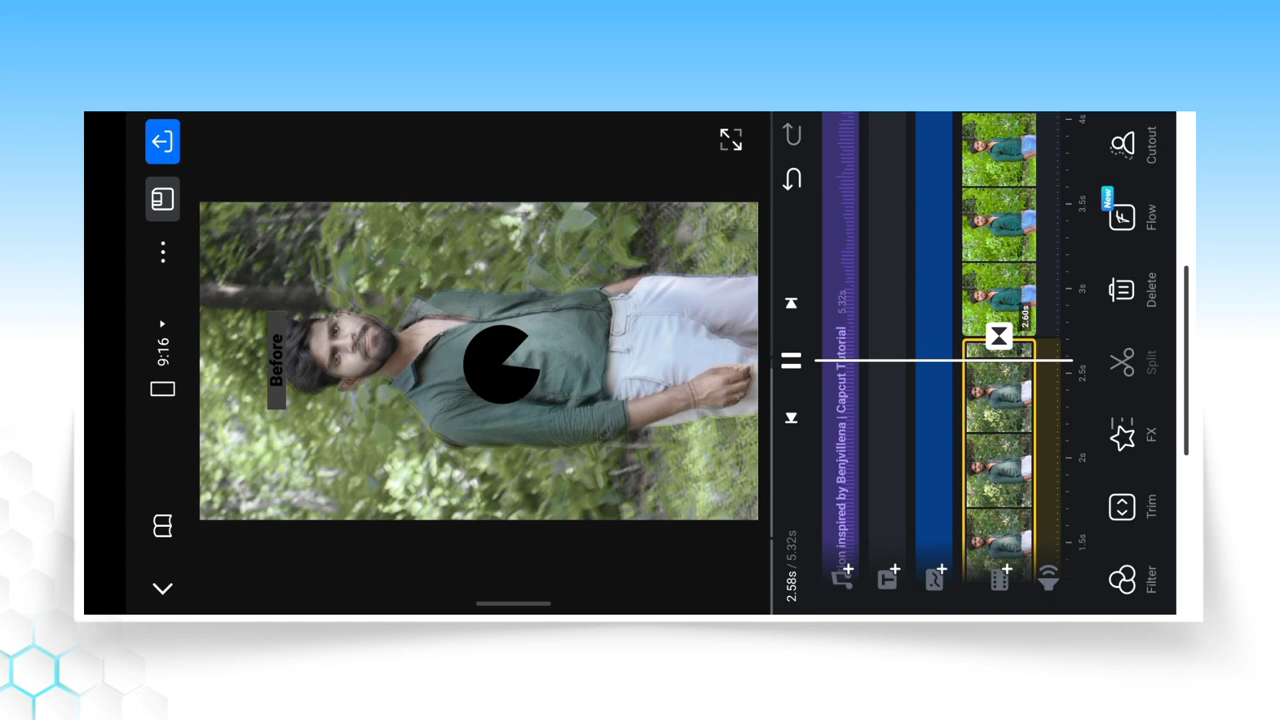 9:16
Before
2.58s / 5.32s
ion inspired by Benjvillena | Capcut Tutorial
5.32s
2.60s
1.5s
2s
2.5s
3s
3.5s
4s
Filter
Trim
FX
Split
Delete
New
Flow
Cutout